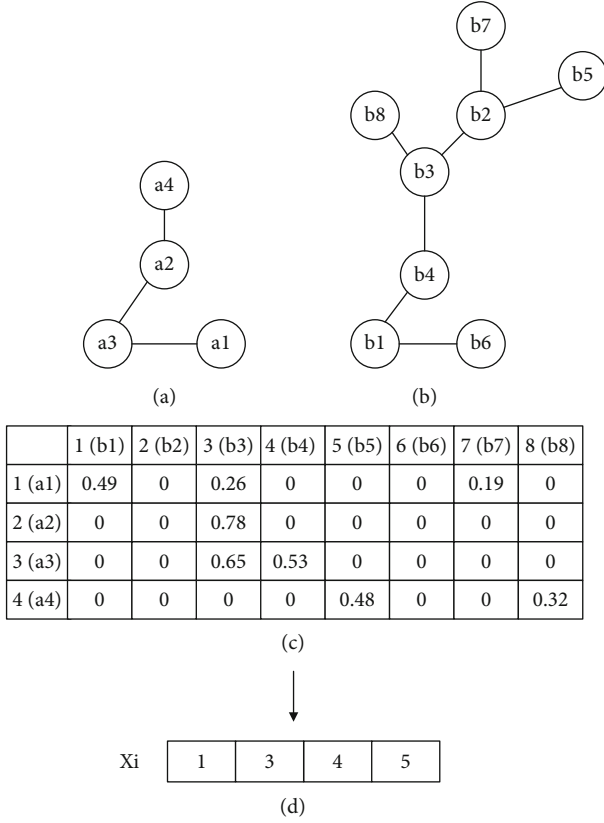 b7
b5
b8
b2
b3
a4
a2
b4
a3
a1
b1
b6
(a)
(b)
1 (b1) 2 (b2) 3 (b3) 4 (b4) 5 (b5) 6 (b6) 7 (b7) 8 (b8)
1 (a1) 0.49 0 0.26 0 0 0 0.19 0
2 (a2) 0 0 0.78 0 0 0 0 0
3 (a3) 0 0 0.65 0.53 0 0 0 0
4 (a4) 0 0 0 0 0.48 0 0 0.32
(c)
Xi 1 3 4 5
(d)